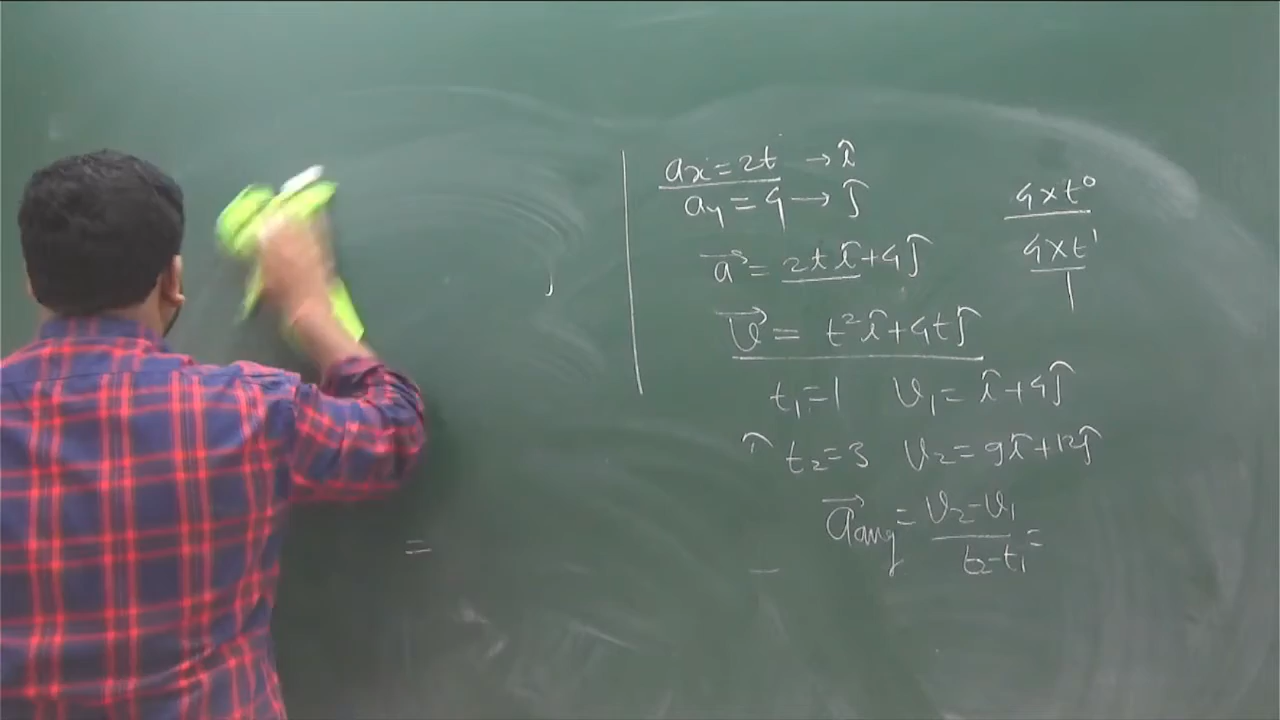 ax = 2t → î
ay = 4 → ĵ
a⃗ = 2t î + 4ĵ
v⃗ = t² î + 4t ĵ
t₁ = 1 v₁ = î + 4ĵ
t₂ = 3 v₂ = 9î + 12ĵ
a⃗avg = v₂ - v₁ / t₂ - t₁ =
4 × t⁰
4 × t¹ / 1
=